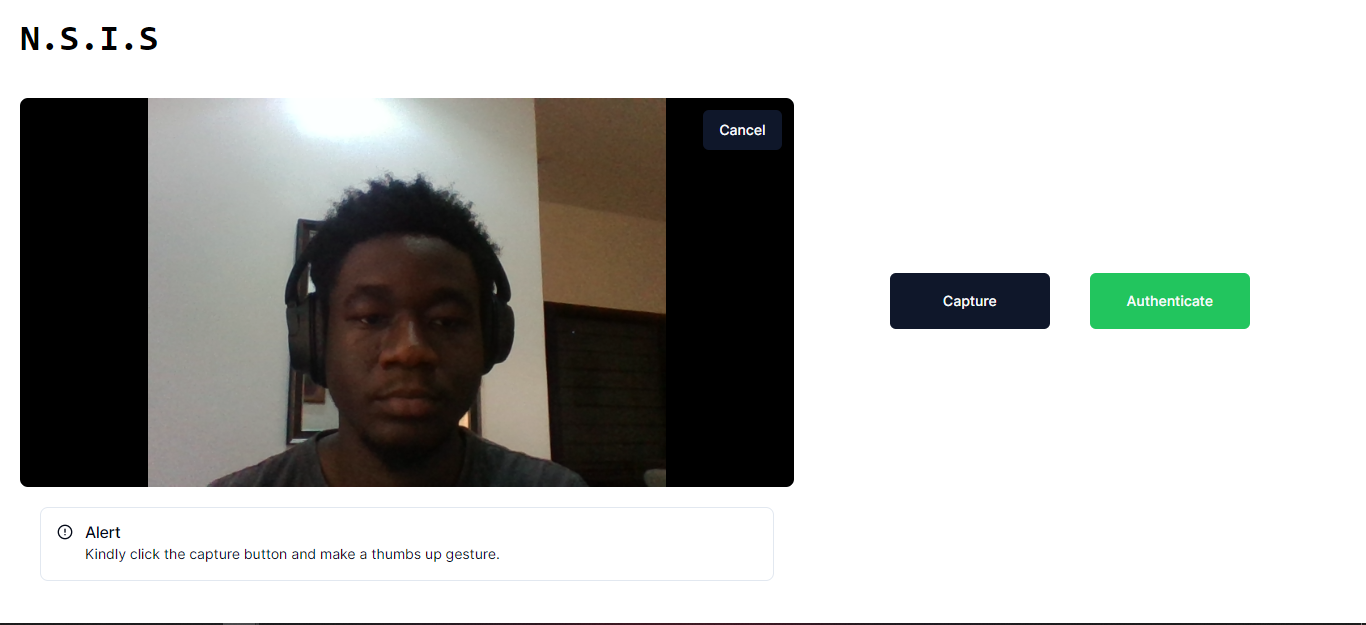 N.S.I.S
Cancel
Capture
Authenticate
Alert
Kindly click the capture button and make a thumbs up gesture.